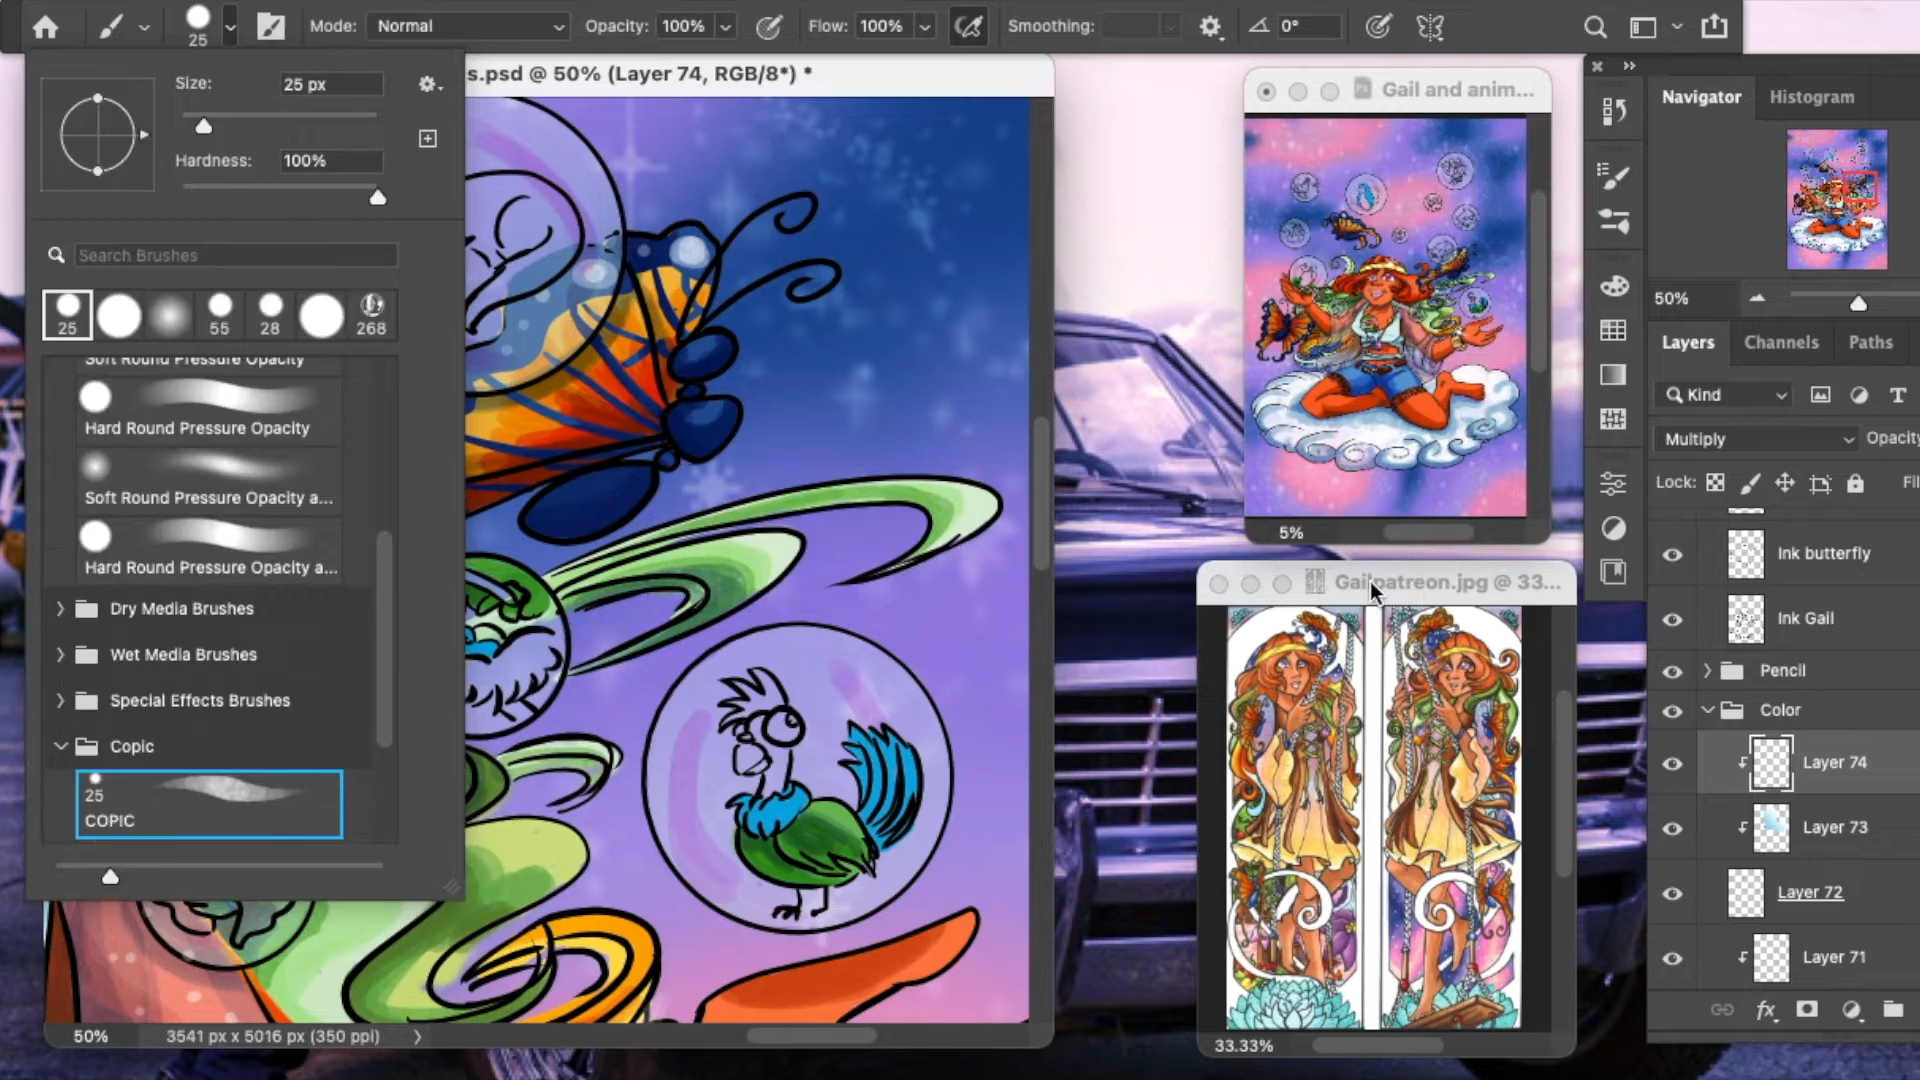 25
Mode:
Normal
Opacity:
100%
Flow:
100%
Smoothing:
0°
Size:
25 px
Hardness:
100%
Search Brushes
25
55
28
268
Soft Round Pressure Opacity
Hard Round Pressure Opacity
Soft Round Pressure Opacity a...
Hard Round Pressure Opacity a...
Dry Media Brushes
Wet Media Brushes
Special Effects Brushes
Copic
25
COPIC
s.psd @ 50% (Layer 74, RGB/8*) *
50%
3541 px x 5016 px (350 ppi)
Gail and anim...
5%
patreon.jpg @ 33...
33.33%
Navigator
Histogram
50%
Layers
Channels
Paths
Kind
Multiply
Opacity
Lock:
Fil
Ink butterfly
Ink Gail
Pencil
Color
Layer 74
Layer 73
Layer 72
Layer 71
fx